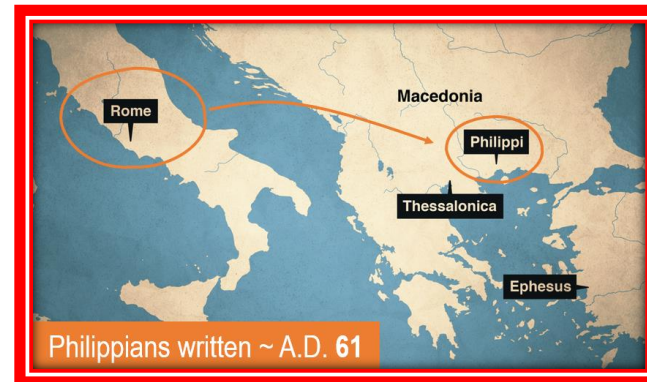 Macedonia
Rome
Philippi
Thessalonica
Ephesus
Philippians written ~ A.D. 61